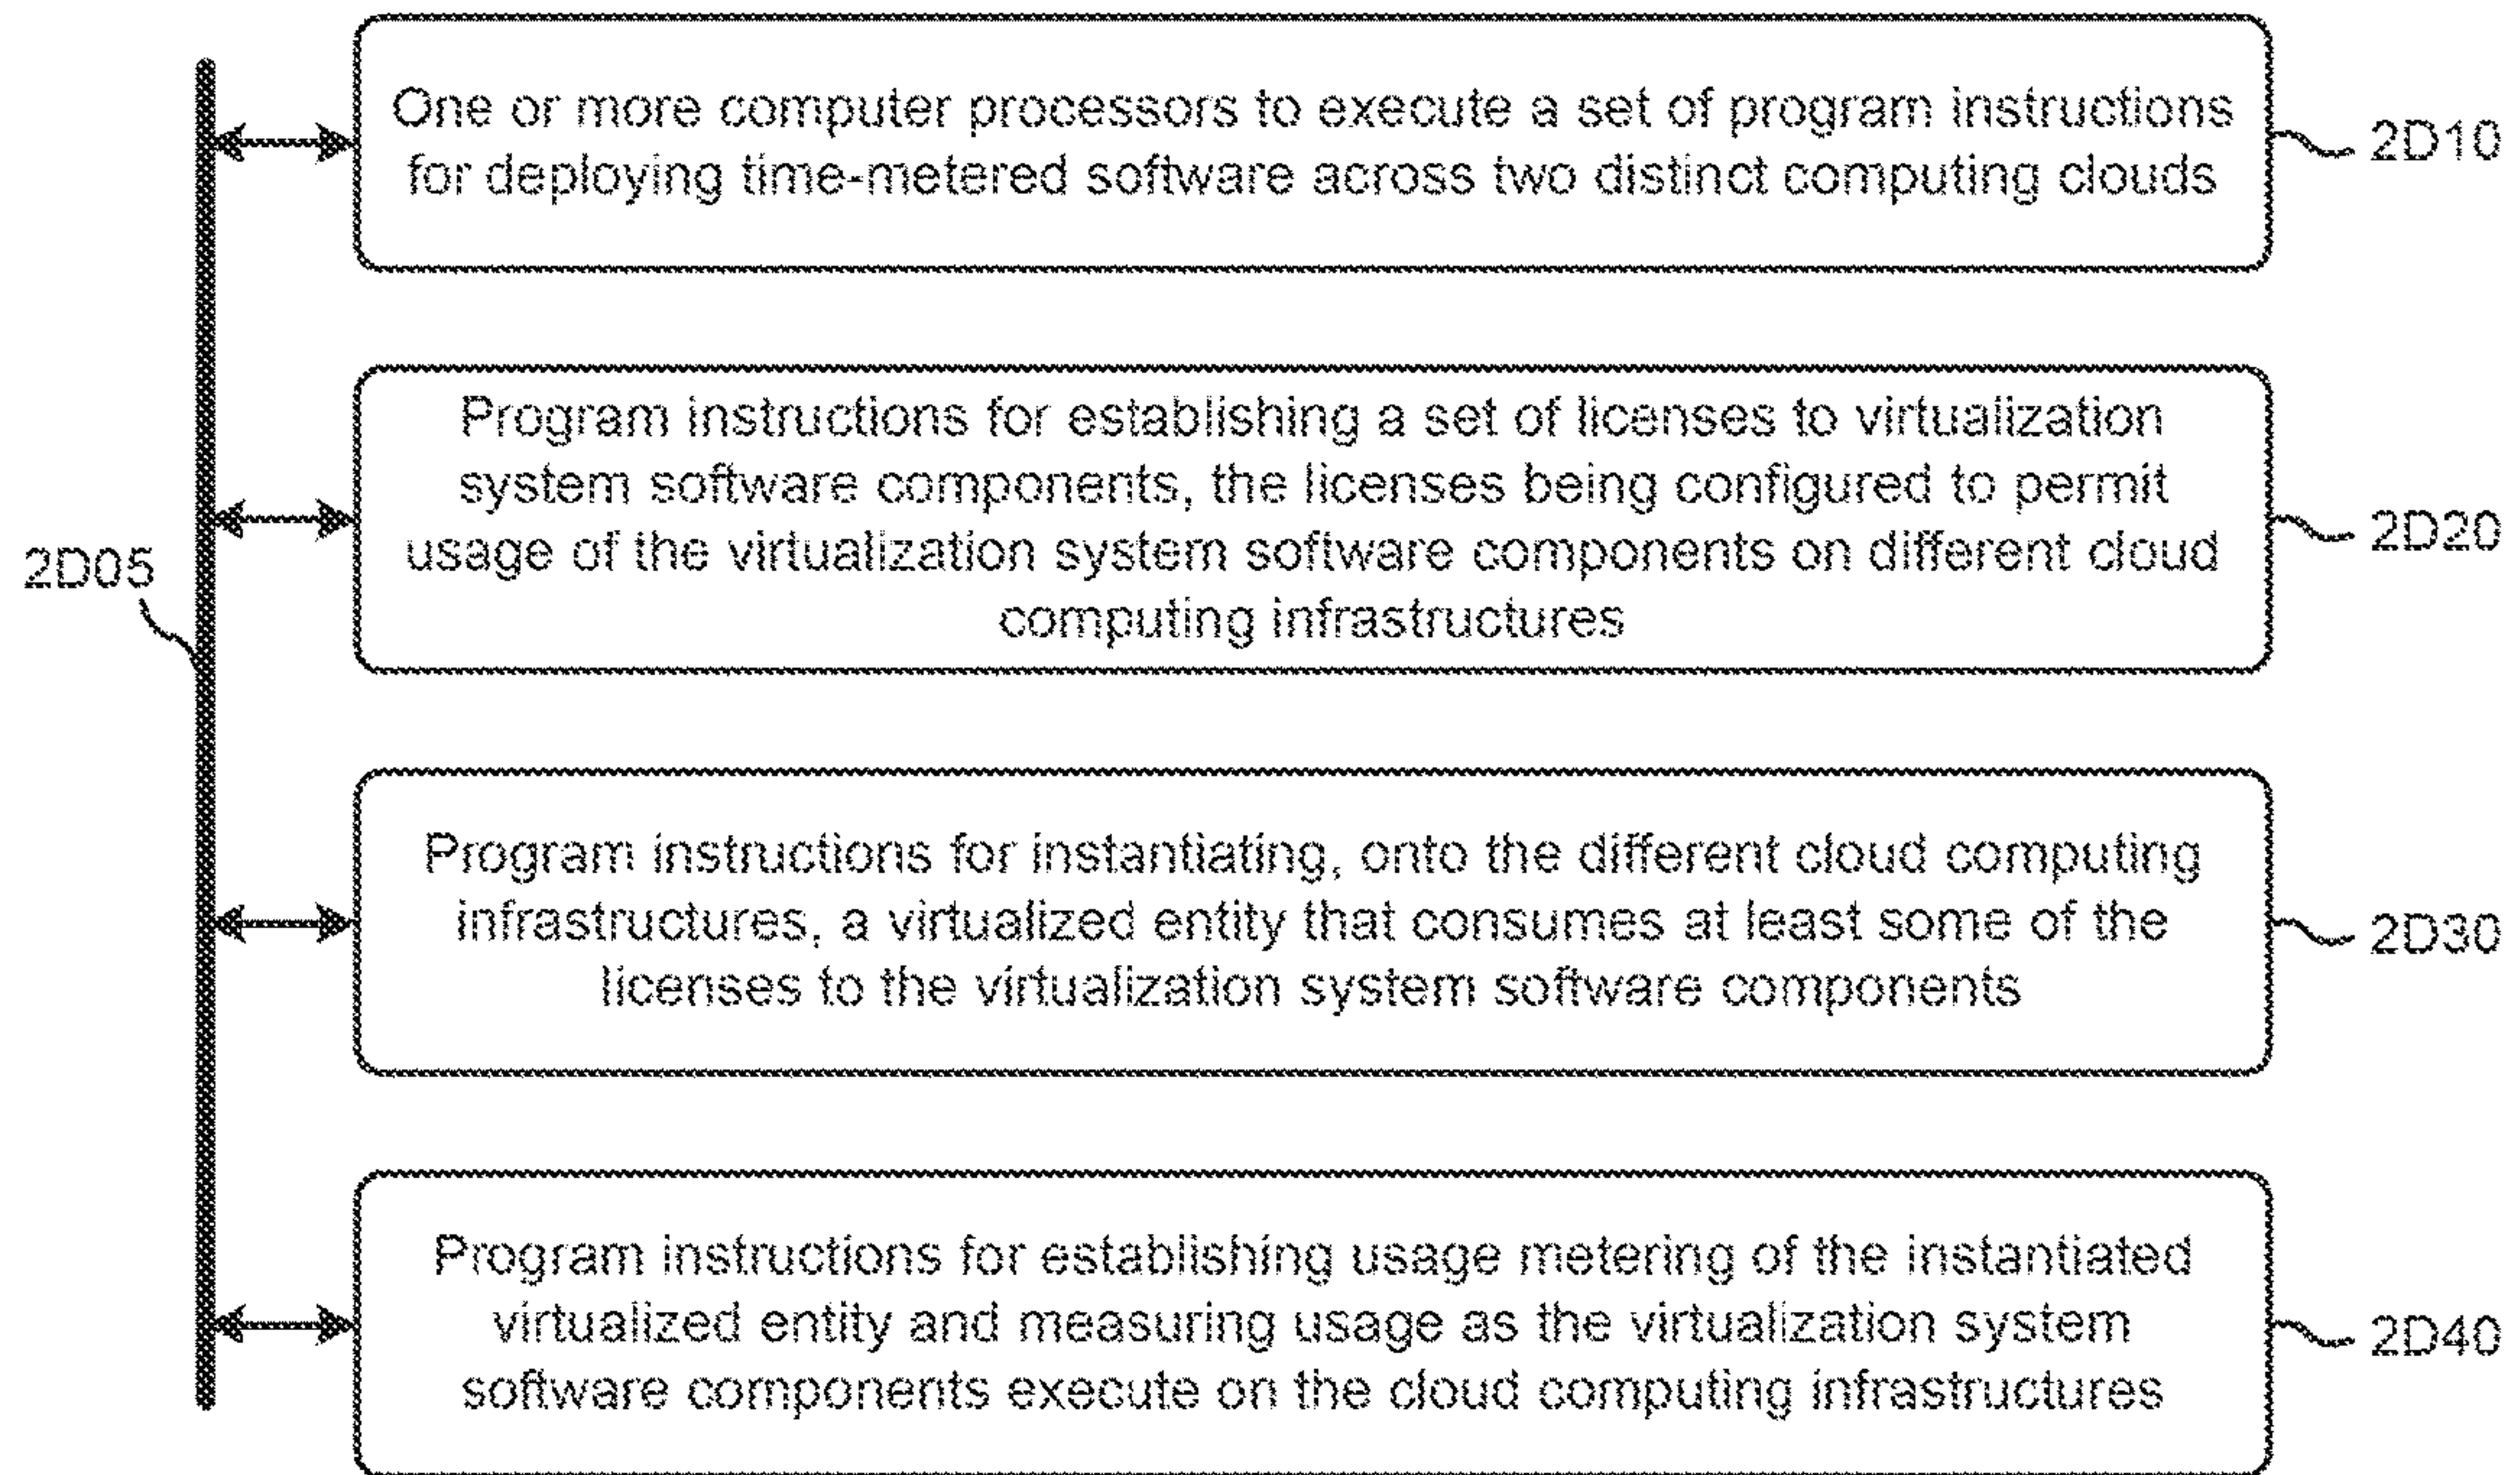 One or more computer processors to execute a set of program instructions
for deploying time-metered software across two distinct computing clouds
2D10
Program instructions for establishing a set of licenses to virtualization
system software components, the licenses being configured to permit
usage of the virtualization system software components on different cloud
computing infrastructures
2D20
2D05
Program instructions for instantiating, onto the different cloud computing
infrastructures, a virtualized entity that consumes at least some of the
licenses to the virtualization system software components
2D30
Program instructions for establishing usage metering of the instantiated
virtualized entity and measuring usage as the virtualization system
software components execute on the cloud computing infrastructures
2D40